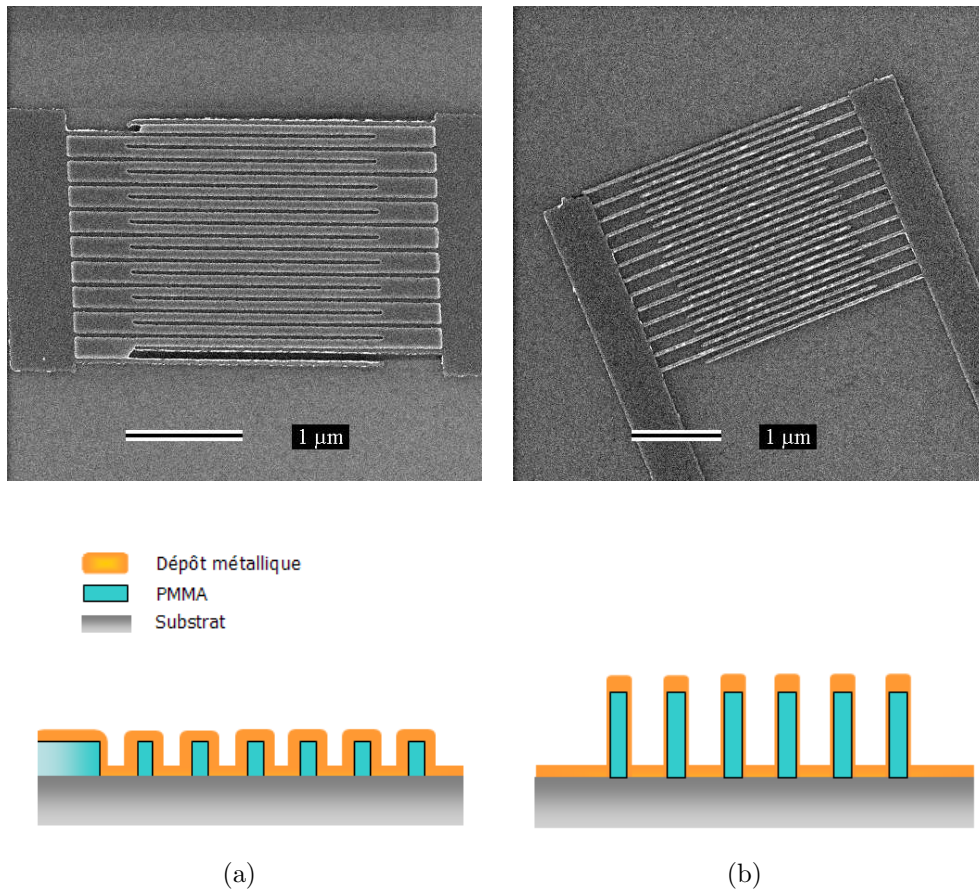 1 μm
1 μm
Dépôt métallique
PMMA
Substrat
(a)
(b)